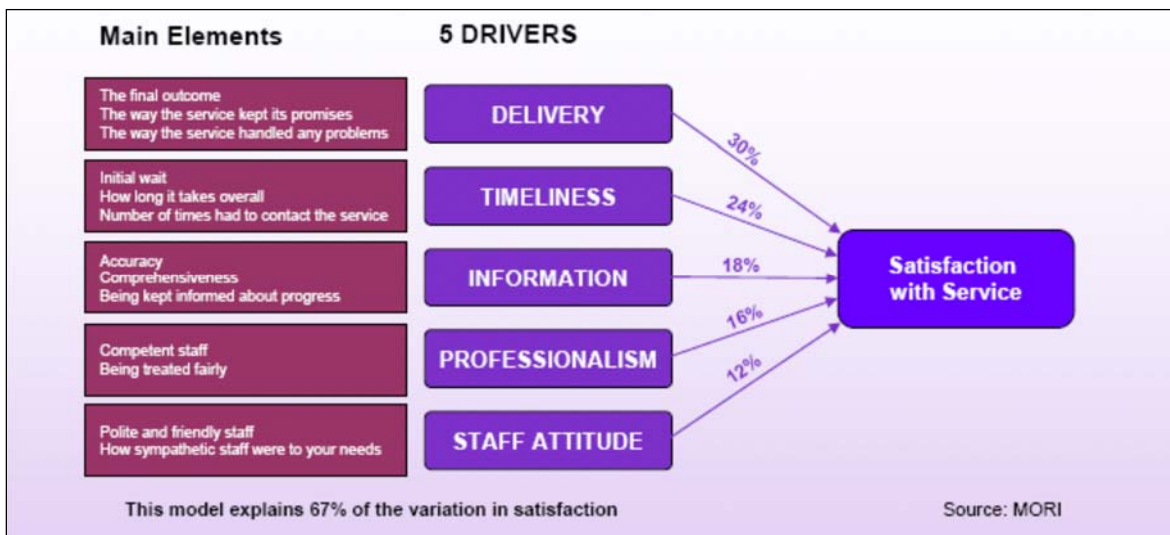 Main Elements
5 DRIVERS
The final outcome
The way the service kept its promises
The way the service handled any problems
DELIVERY
30%
Initial wait
How long it takes overall
Number of times had to contact the service
TIMELINESS
24%
Accuracy
Comprehensiveness
Being kept informed about progress
INFORMATION
18%
Satisfaction
with Service
Competent staff
Being treated fairly
PROFESSIONALISM
16%
Polite and friendly staff
How sympathetic staff were to your needs
STAFF ATTITUDE
12%
This model explains 67% of the variation in satisfaction
Source: MORI